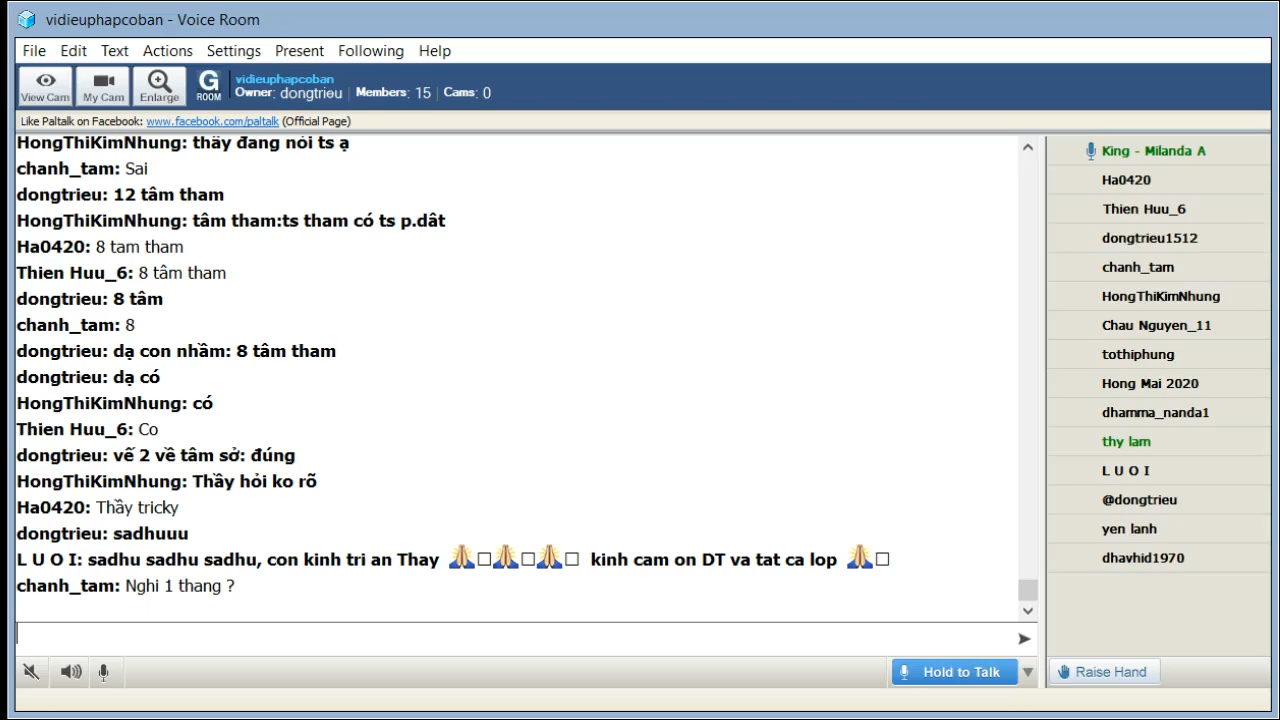 vidieuphapcoban - Voice Room
File Edit Text Actions Settings Present Following Help
View Cam My Cam Enlarge G ROOM
vidieuphapcoban
Owner: dongtrieu Members: 15 Cams: 0
Like Paltalk on Facebook: www.facebook.com/paltalk (Official Page)
HongThiKimNhung: thầy đang nói ts ạ
chanh_tam: Sai
dongtrieu: 12 tâm tham
HongThiKimNhung: tâm tham:ts tham có ts p.dât
Ha0420: 8 tam tham
Thien Huu_6: 8 tâm tham
dongtrieu: 8 tâm
chanh_tam: 8
dongtrieu: dạ con nhầm: 8 tâm tham
dongtrieu: dạ có
HongThiKimNhung: có
Thien Huu_6: Co
dongtrieu: vế 2 về tâm sở: đúng
HongThiKimNhung: Thầy hỏi ko rõ
Ha0420: Thầy tricky
dongtrieu: sadhuuu
L U O I: sadhu sadhu sadhu, con kinh tri an Thay 🙏□🙏□🙏□ kinh cam on DT va tat ca lop 🙏□
chanh_tam: Nghi 1 thang ?
King - Milanda A
Ha0420
Thien Huu_6
dongtrieu1512
chanh_tam
HongThiKimNhung
Chau Nguyen_11
tothiphung
Hong Mai 2020
dhamma_nanda1
thy lam
L U O I
@dongtrieu
yen lanh
dhavhid1970
Hold to Talk
Raise Hand